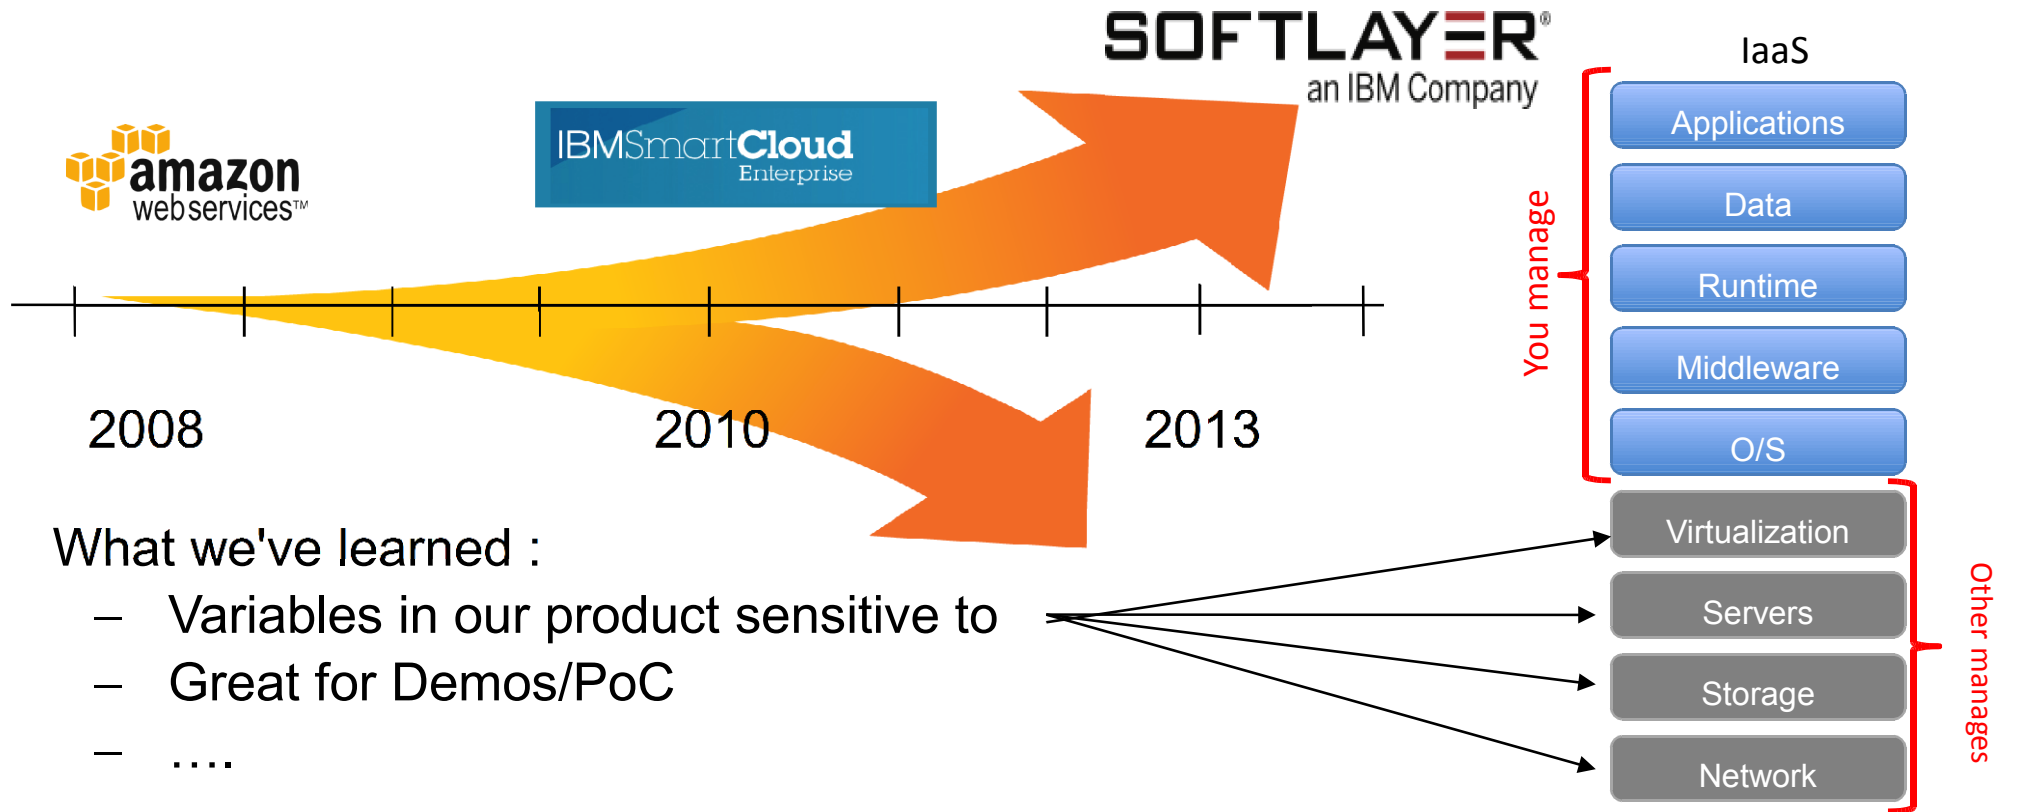 SOFTLAYER®
an IBM Company
IaaS
amazon
webservices™
IBMSmartCloud
Enterprise
2008
2010
2013
What we've learned :
– Variables in our product sensitive to
– Great for Demos/PoC
– ....
You manage
Applications
Data
Runtime
Middleware
O/S
Virtualization
Servers
Storage
Network
Other manages